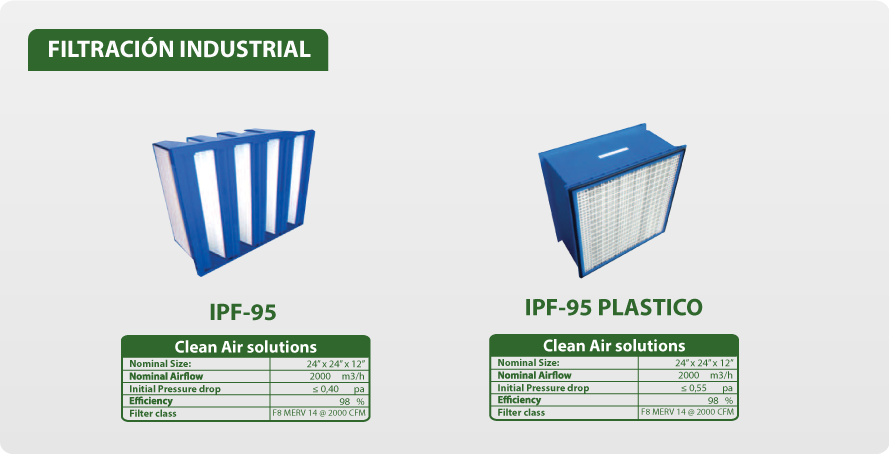 FILTRACIÓN INDUSTRIAL
IPF-95
Clean Air solutions
Nominal Size: 24” x 24” x 12”
Nominal Airflow 2000 m3/h
Initial Pressure drop ≤ 0,40 pa
Efficiency 98 %
Filter class F8 MERV 14 @ 2000 CFM
IPF-95 PLASTICO
Clean Air solutions
Nominal Size: 24” x 24” x 12”
Nominal Airflow 2000 m3/h
Initial Pressure drop ≤ 0,55 pa
Efficiency 98 %
Filter class F8 MERV 14 @ 2000 CFM